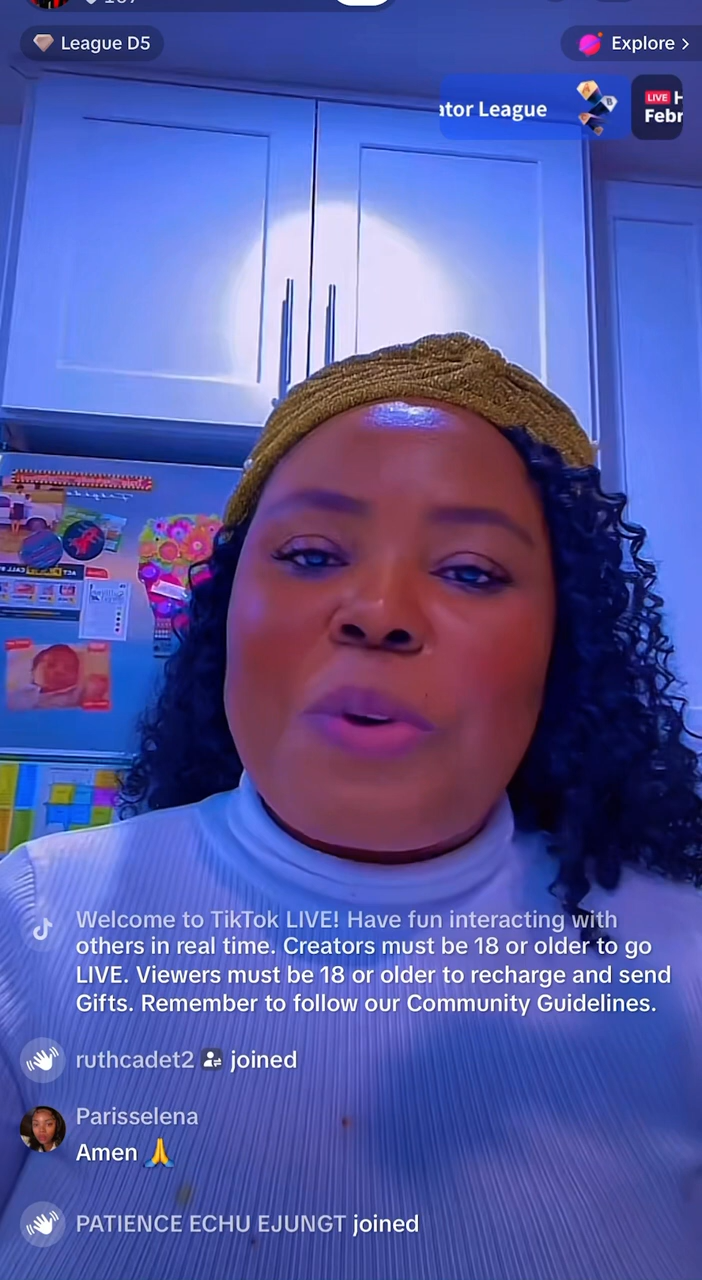 League D5
Explore >
ator League
LIVE H
Febr
Welcome to TikTok LIVE! Have fun interacting with
others in real time. Creators must be 18 or older to go
LIVE. Viewers must be 18 or older to recharge and send
Gifts. Remember to follow our Community Guidelines.
ruthcadet2 joined
Parisselena
Amen 🙏
PATIENCE ECHU EJUNGT joined